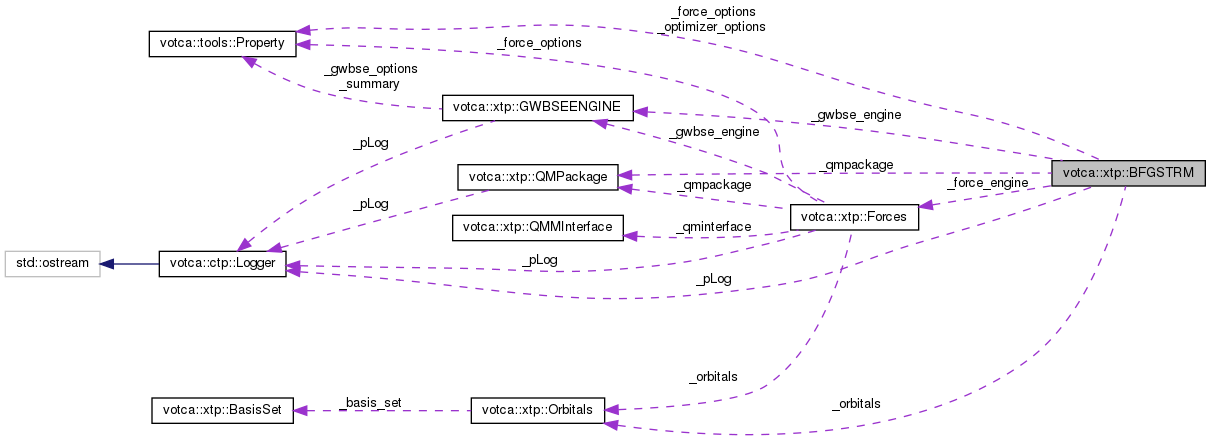 _force_options
_optimizer_options
votca::tools::Property
_force_options
_gwbse_options
_summary
votca::xtp::GWBSEENGINE
_gwbse_engine
_gwbse_engine
_pLog
_qmpackage
votca::xtp::BFGSTRM
votca::xtp::QMPackage
_qmpackage
_force_engine
_pLog
votca::xtp::Forces
votca::xtp::QMMInterface
_qminterface
std::ostream
votca::ctp::Logger
_pLog
_pLog
_orbitals
votca::xtp::BasisSet
_basis_set
votca::xtp::Orbitals
_orbitals